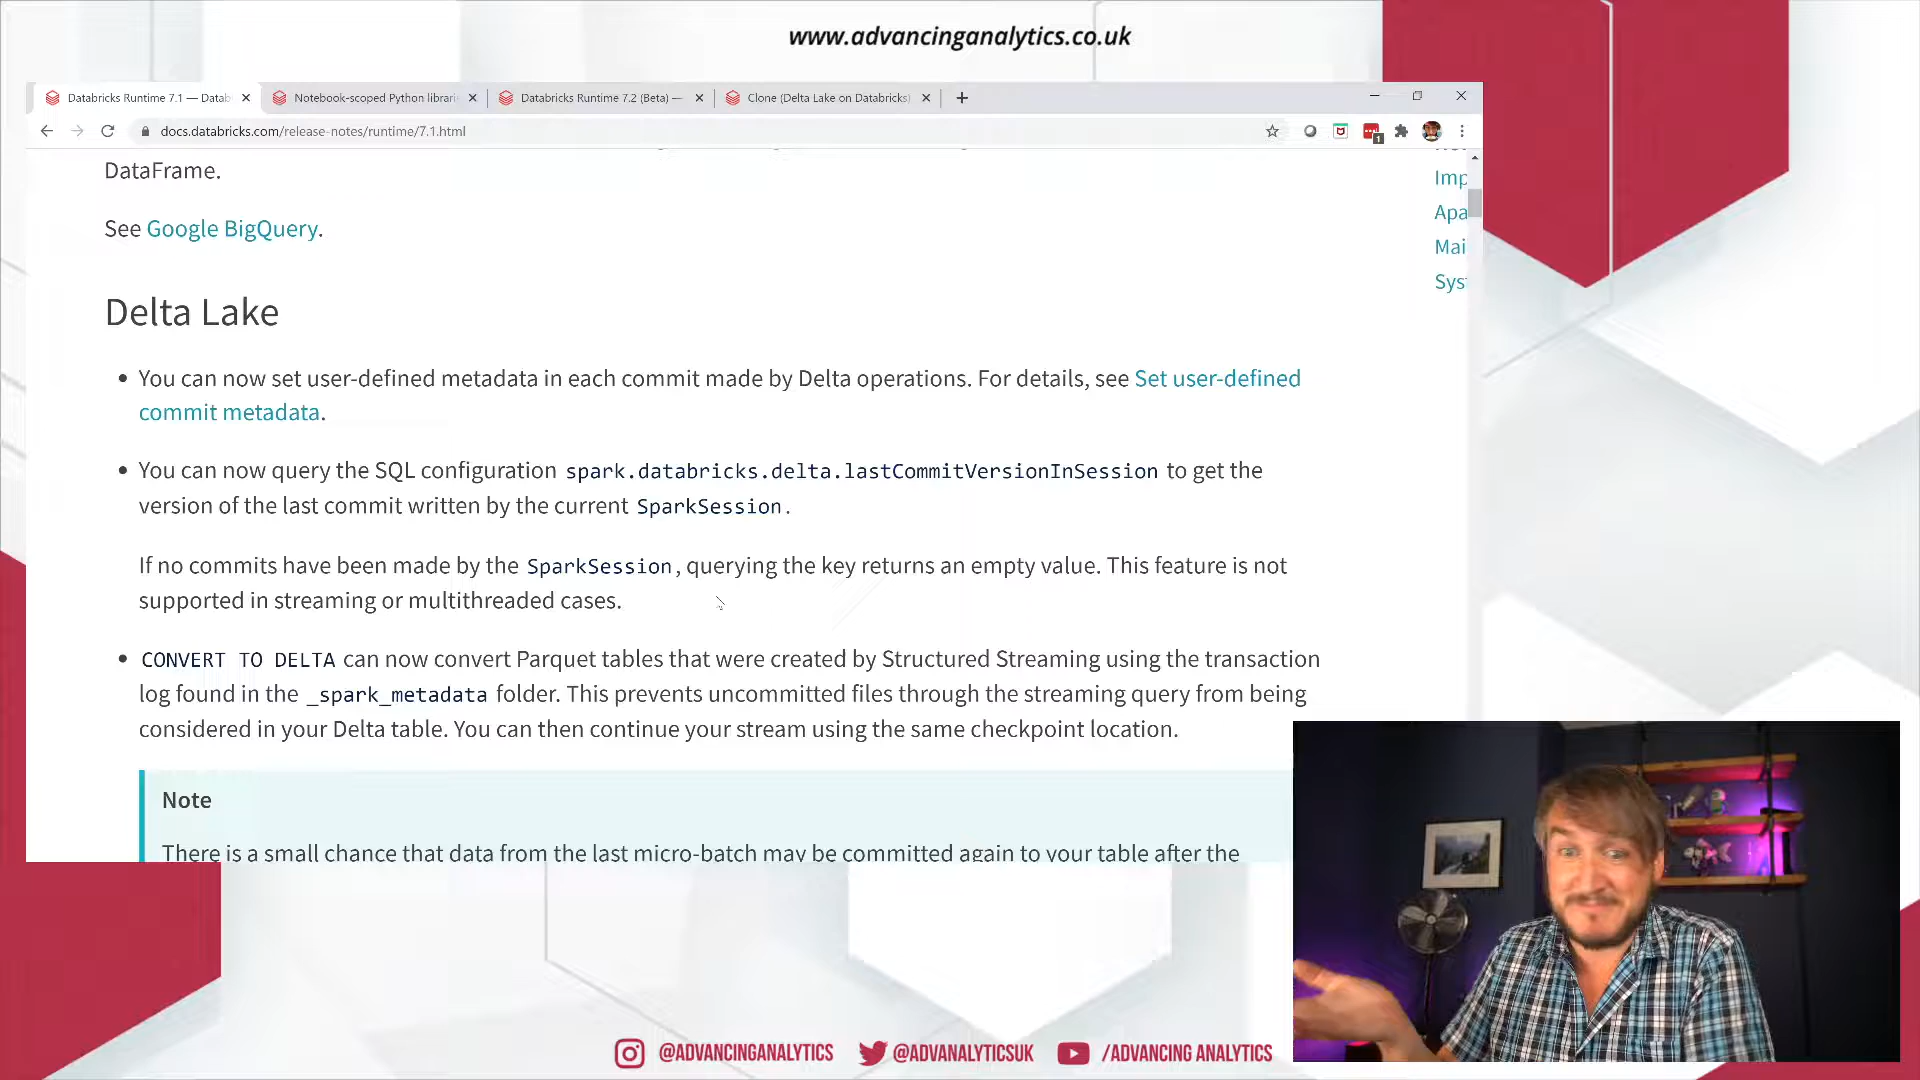 www.advancinganalytics.co.uk
Databricks Runtime 7.1 — Datab
Notebook-scoped Python librari
Databricks Runtime 7.2 (Beta) —
Clone (Delta Lake on Databricks)
docs.databricks.com/release-notes/runtime/7.1.html
1
DataFrame.
See Google BigQuery.
Imp
Apa
Mai
Sys
Delta Lake
• You can now set user-defined metadata in each commit made by Delta operations. For details, see Set user-defined
commit metadata.
• You can now query the SQL configuration spark.databricks.delta.lastCommitVersionInSession to get the
version of the last commit written by the current SparkSession.
If no commits have been made by the SparkSession, querying the key returns an empty value. This feature is not
supported in streaming or multithreaded cases.
• CONVERT TO DELTA can now convert Parquet tables that were created by Structured Streaming using the transaction
log found in the _spark_metadata folder. This prevents uncommitted files through the streaming query from being
considered in your Delta table. You can then continue your stream using the same checkpoint location.
Note
There is a small chance that data from the last micro-batch may be committed again to your table after the
@ADVANCINGANALYTICS
@ADVANALYTICSUK
/ADVANCING ANALYTICS